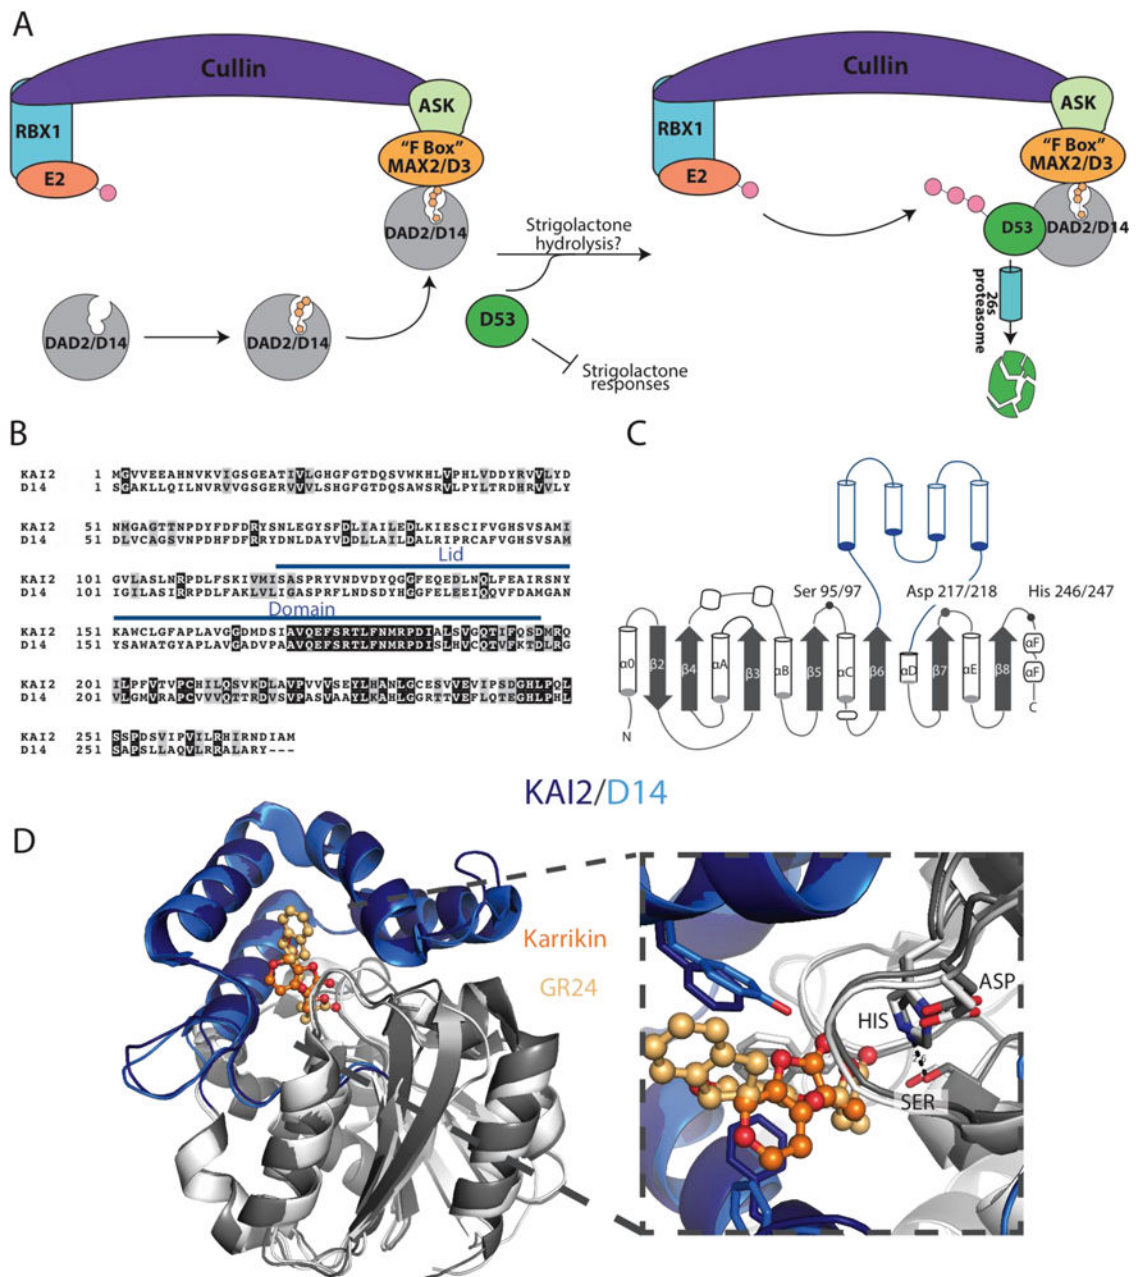 A
Cullin
ASK
RBX1
"F Box"
MAX2/D3
E2
DAD2/D14
DAD2/D14
DAD2/D14
Strigolactone
hydrolysis?
D53
Strigolactone
responses
Cullin
ASK
RBX1
"F Box"
MAX2/D3
E2
D53
DAD2/D14
26s
proteasome
B
KAI2 1 MGVVEEAHNVKVIGSGEATIVLGHGFGTDQSVWKHLVPHLVDDYRVVLYD
D14 1 SGAKLLQILNVRVVGSGERVVVLSHGFGTDQSAWSRVLPYLTRDHRVVLY
KAI2 51 NMGAGTTNPDYFDFDRYSNLEGYSFDLIAILEDLKIESCIFVGHSVSAMI
D14 51 DLVCAGSVNPDHFDFRRYDNLDAYVDDLLAILDALRIPRCAFVGHSVSAM
Lid
KAI2 101 GVLASLNRPDLFSKIVMISASPRYVNDVDYQGGFEQEDLNQLFEAIRSNY
D14 101 IGILASIRRPDLFAKLVLIGASPRFLNDSDYHGGFELEEIQQVFDAMGAN
Domain
KAI2 151 KAWCLGFAPLAVGGDMDSIAVQEFSRTLFNMRPDIALSVGQTIFQSDMRQ
D14 151 YSAWATGYAPLAVGADVPAAVQEFSRTLFNMRPDISLHVCQTVFKTDLRG
KAI2 201 ILPFVTVPCHILQSVKDLAVPVVVSEYLHANLGCESVVEVIPSDGHLPQL
D14 201 VLGMVRAPCVVVQTTRDVSVPASVAAYLKAHLGGRTTVEFLQTEGHLPHL
KAI2 251 SSPDSVIPVILRHIRNDIAM
D14 251 SAPSLLAQVLRRALARY---
C
Ser 95/97
Asp 217/218
His 246/247
α0
β2
β4
αA
β3
αB
β5
αC
β6
αD
β7
αE
β8
αF
αF
N
C
KAI2/D14
D
Karrikin
GR24
ASP
HIS
SER